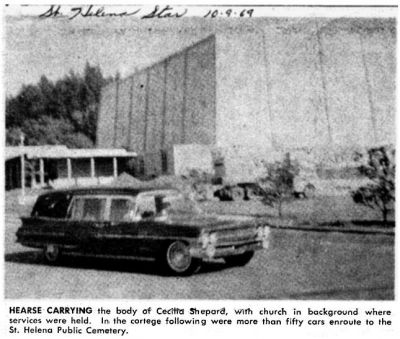 St. Helena Star 10-9-69
HEARSE CARRYING the body of Cecilia Shepard, with church in background where
services were held. In the cortege following were more than fifty cars enroute to the
St. Helena Public Cemetery.